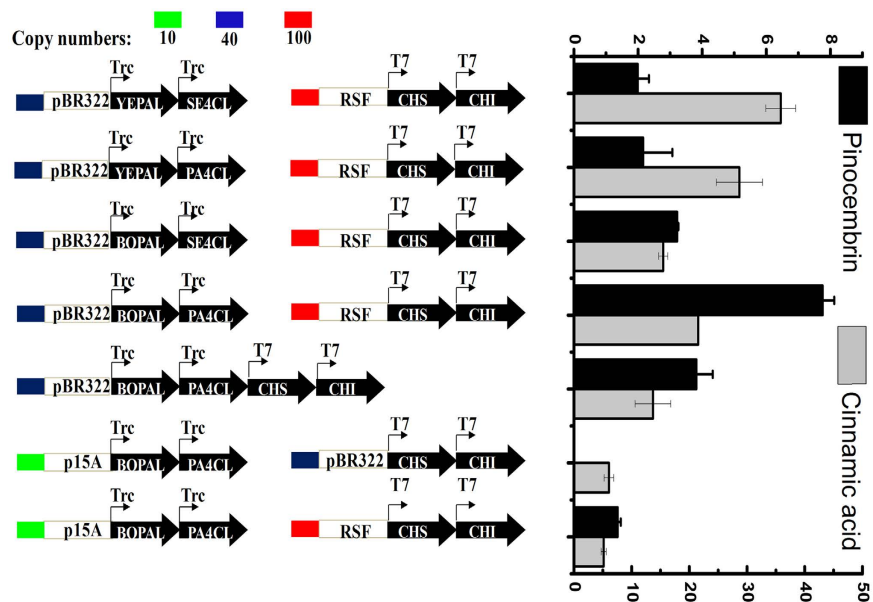 Copy numbers: 10 40 100
Trc Trc T7 T7
pBR322 YEPAL SE4CL RSF CHS CHI
Trc Trc T7 T7
pBR322 YEPAL PA4CL RSF CHS CHI
Trc Trc T7 T7
pBR322 BOPAL SE4CL RSF CHS CHI
Trc Trc T7 T7
pBR322 BOPAL PA4CL RSF CHS CHI
Trc Trc T7 T7
pBR322 BOPAL PA4CL CHS CHI
Trc Trc T7 T7
p15A BOPAL PA4CL pBR322 CHS CHI
Trc Trc T7 T7
p15A BOPAL PA4CL RSF CHS CHI
0 2 4 6 8
0 10 20 30 40 50
Pinocembrin
Cinnamic acid